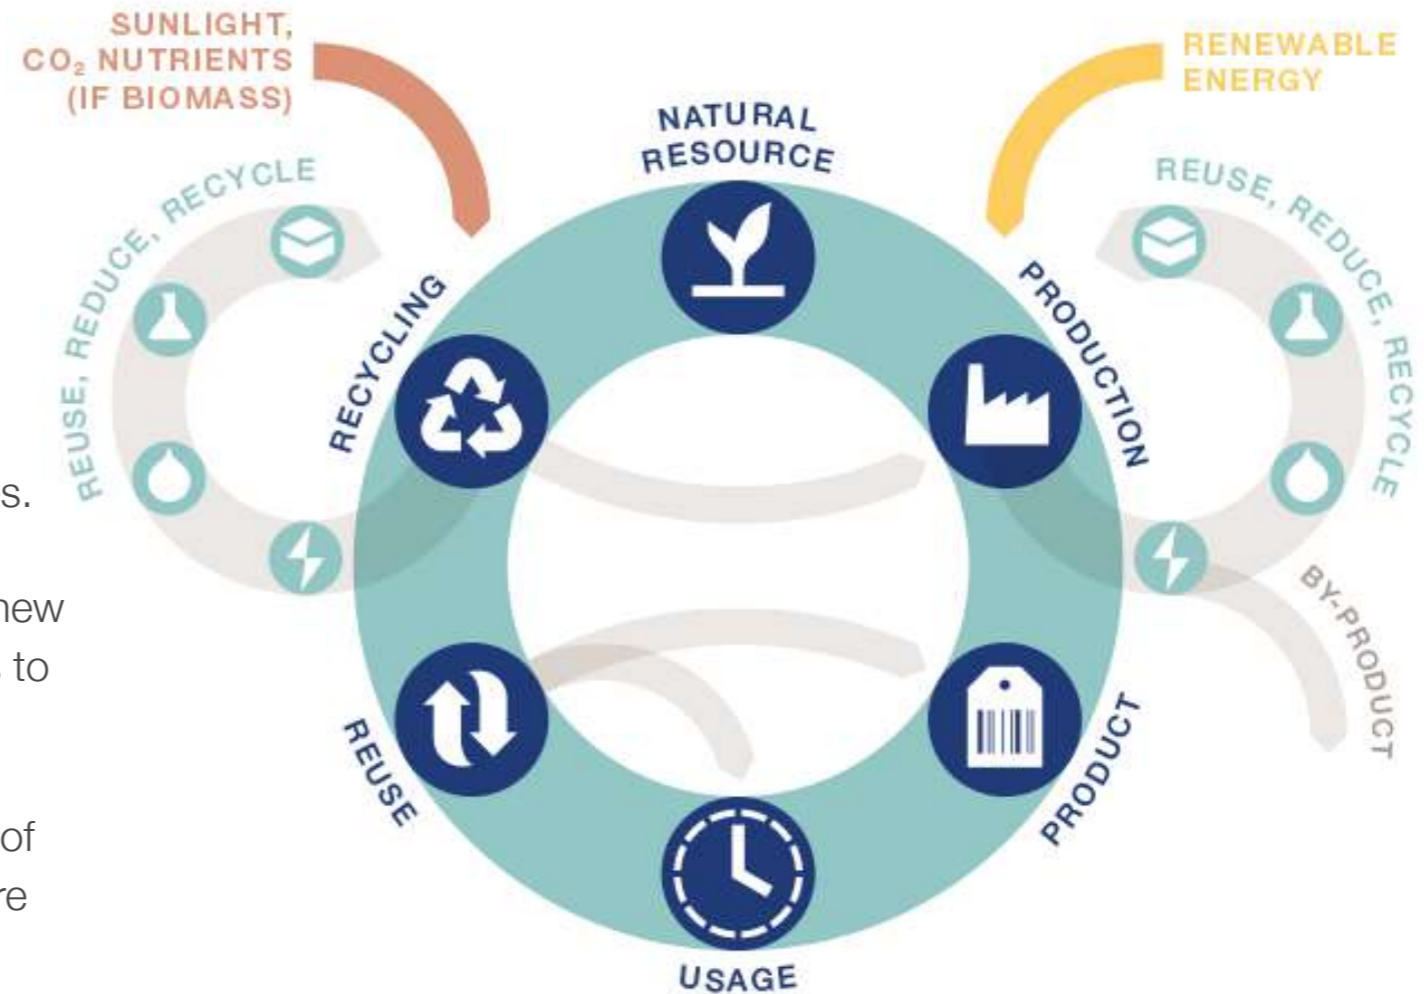 SUNLIGHT,
CO₂ NUTRIENTS
(IF BIOMASS)
RENEWABLE
ENERGY
NATURAL
RESOURCE
REUSE, REDUCE, RECYCLE
REUSE, REDUCE, RECYCLE
RECYCLING
PRODUCTION
s.
new
s to
of
re
BY-PRODUCT
REUSE
PRODUCT
USAGE